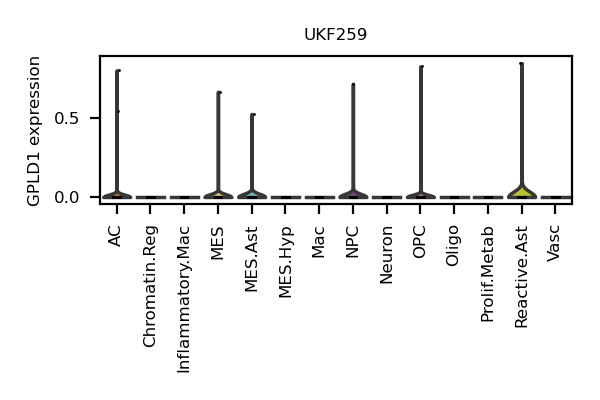 UKF259
GPLD1 expression
0.5
0.0
AC
Chromatin.Reg
Inflammatory.Mac
MES
MES.Ast
MES.Hyp
Mac
NPC
Neuron
OPC
Oligo
Prolif.Metab
Reactive.Ast
Vasc